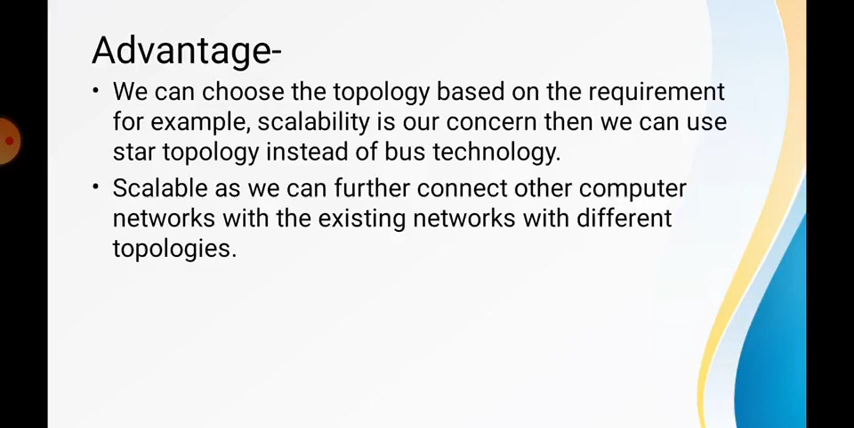 Advantage-
• We can choose the topology based on the requirement
for example, scalability is our concern then we can use
star topology instead of bus technology.
• Scalable as we can further connect other computer
networks with the existing networks with different
topologies.